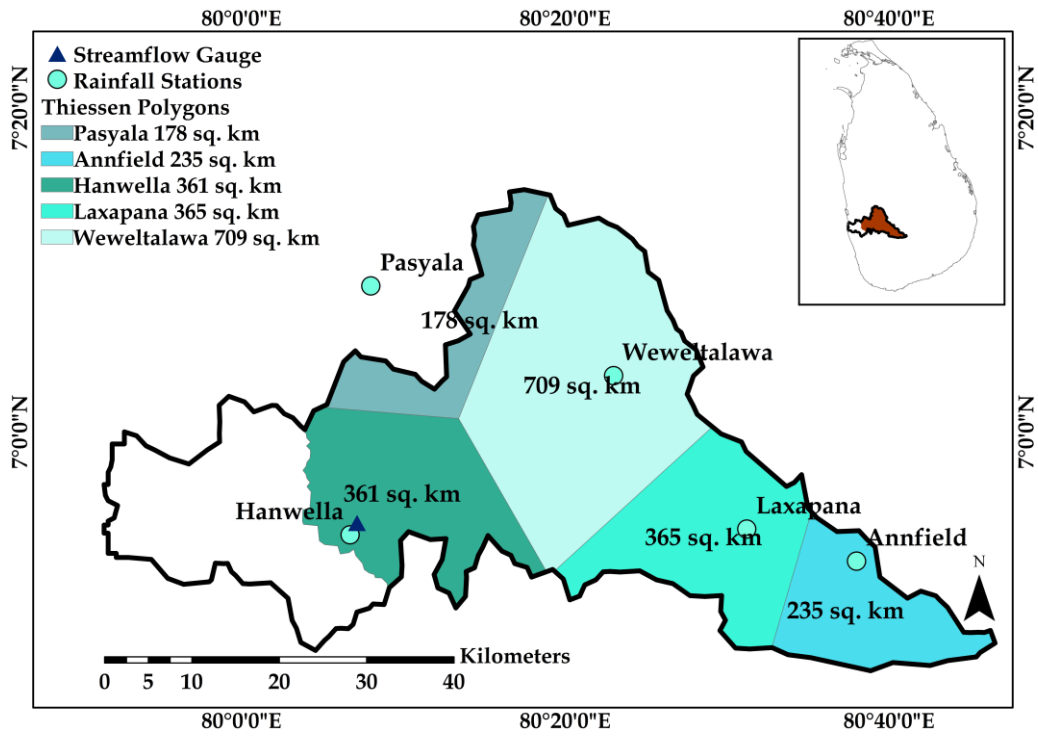 80°0'0"E 80°20'0"E 80°40'0"E
Streamflow Gauge
Rainfall Stations
Thiessen Polygons
Pasyala 178 sq. km
Annfield 235 sq. km
Hanwella 361 sq. km
Laxapana 365 sq. km
Weweltalawa 709 sq. km
7°20'0"N
7°20'0"N
Pasyala
178 sq. km
Weweltalawa
709 sq. km
7°0'0"N
7°0'0"N
361 sq. km
Hanwella
Laxapana
365 sq. km
Annfield
N
235 sq. km
Kilometers
0 5 10 20 30 40
80°0'0"E 80°20'0"E 80°40'0"E